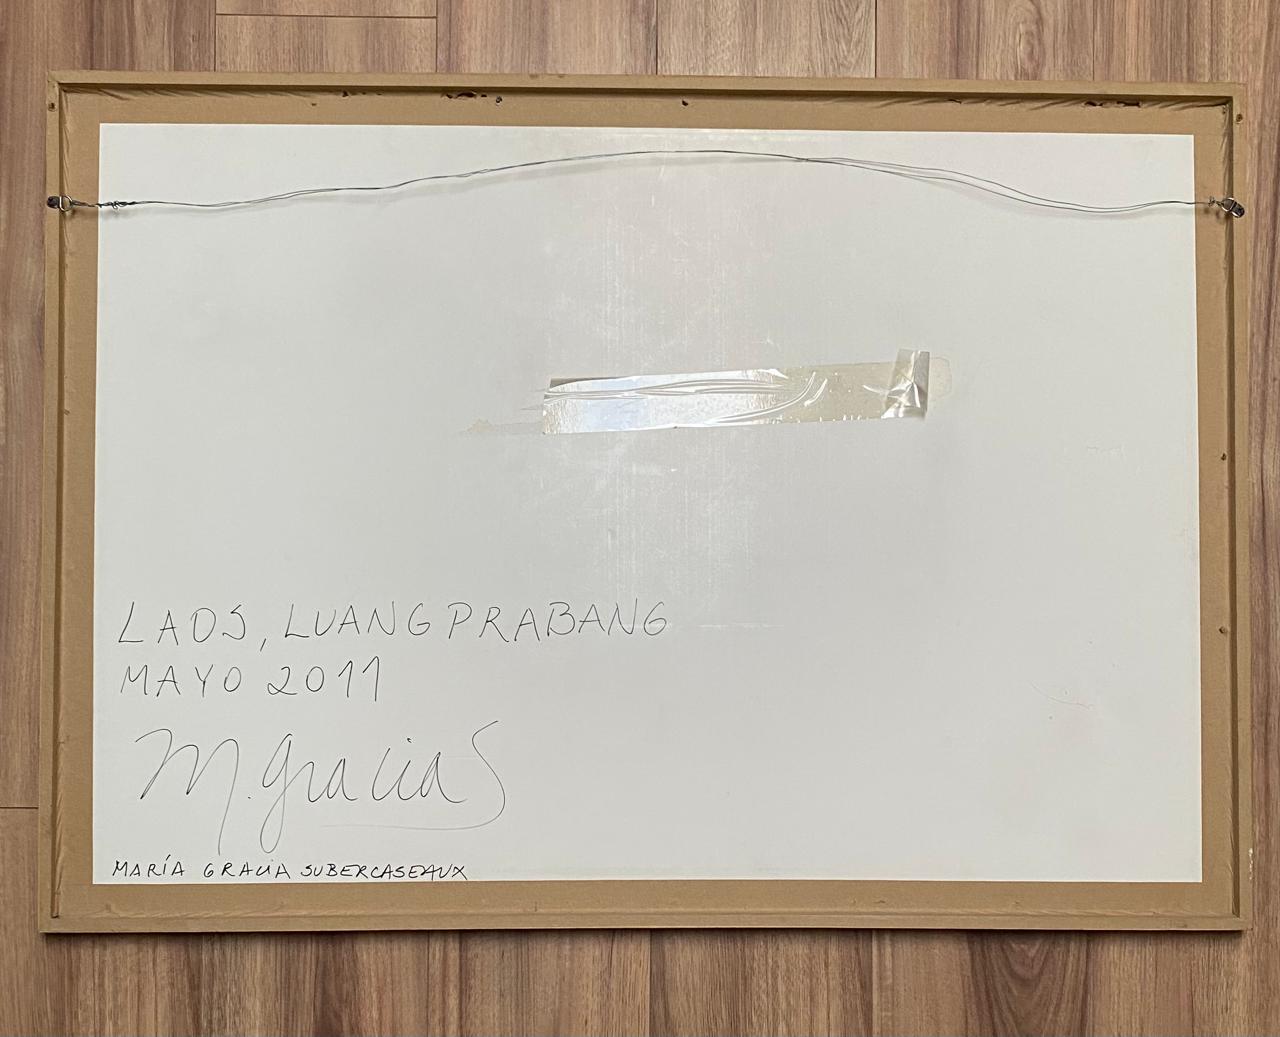 LAOS, LUANG PRABANG
MAYO 2011
M. Gracia S
MARÍA GRACIA SUBERCASEAUX